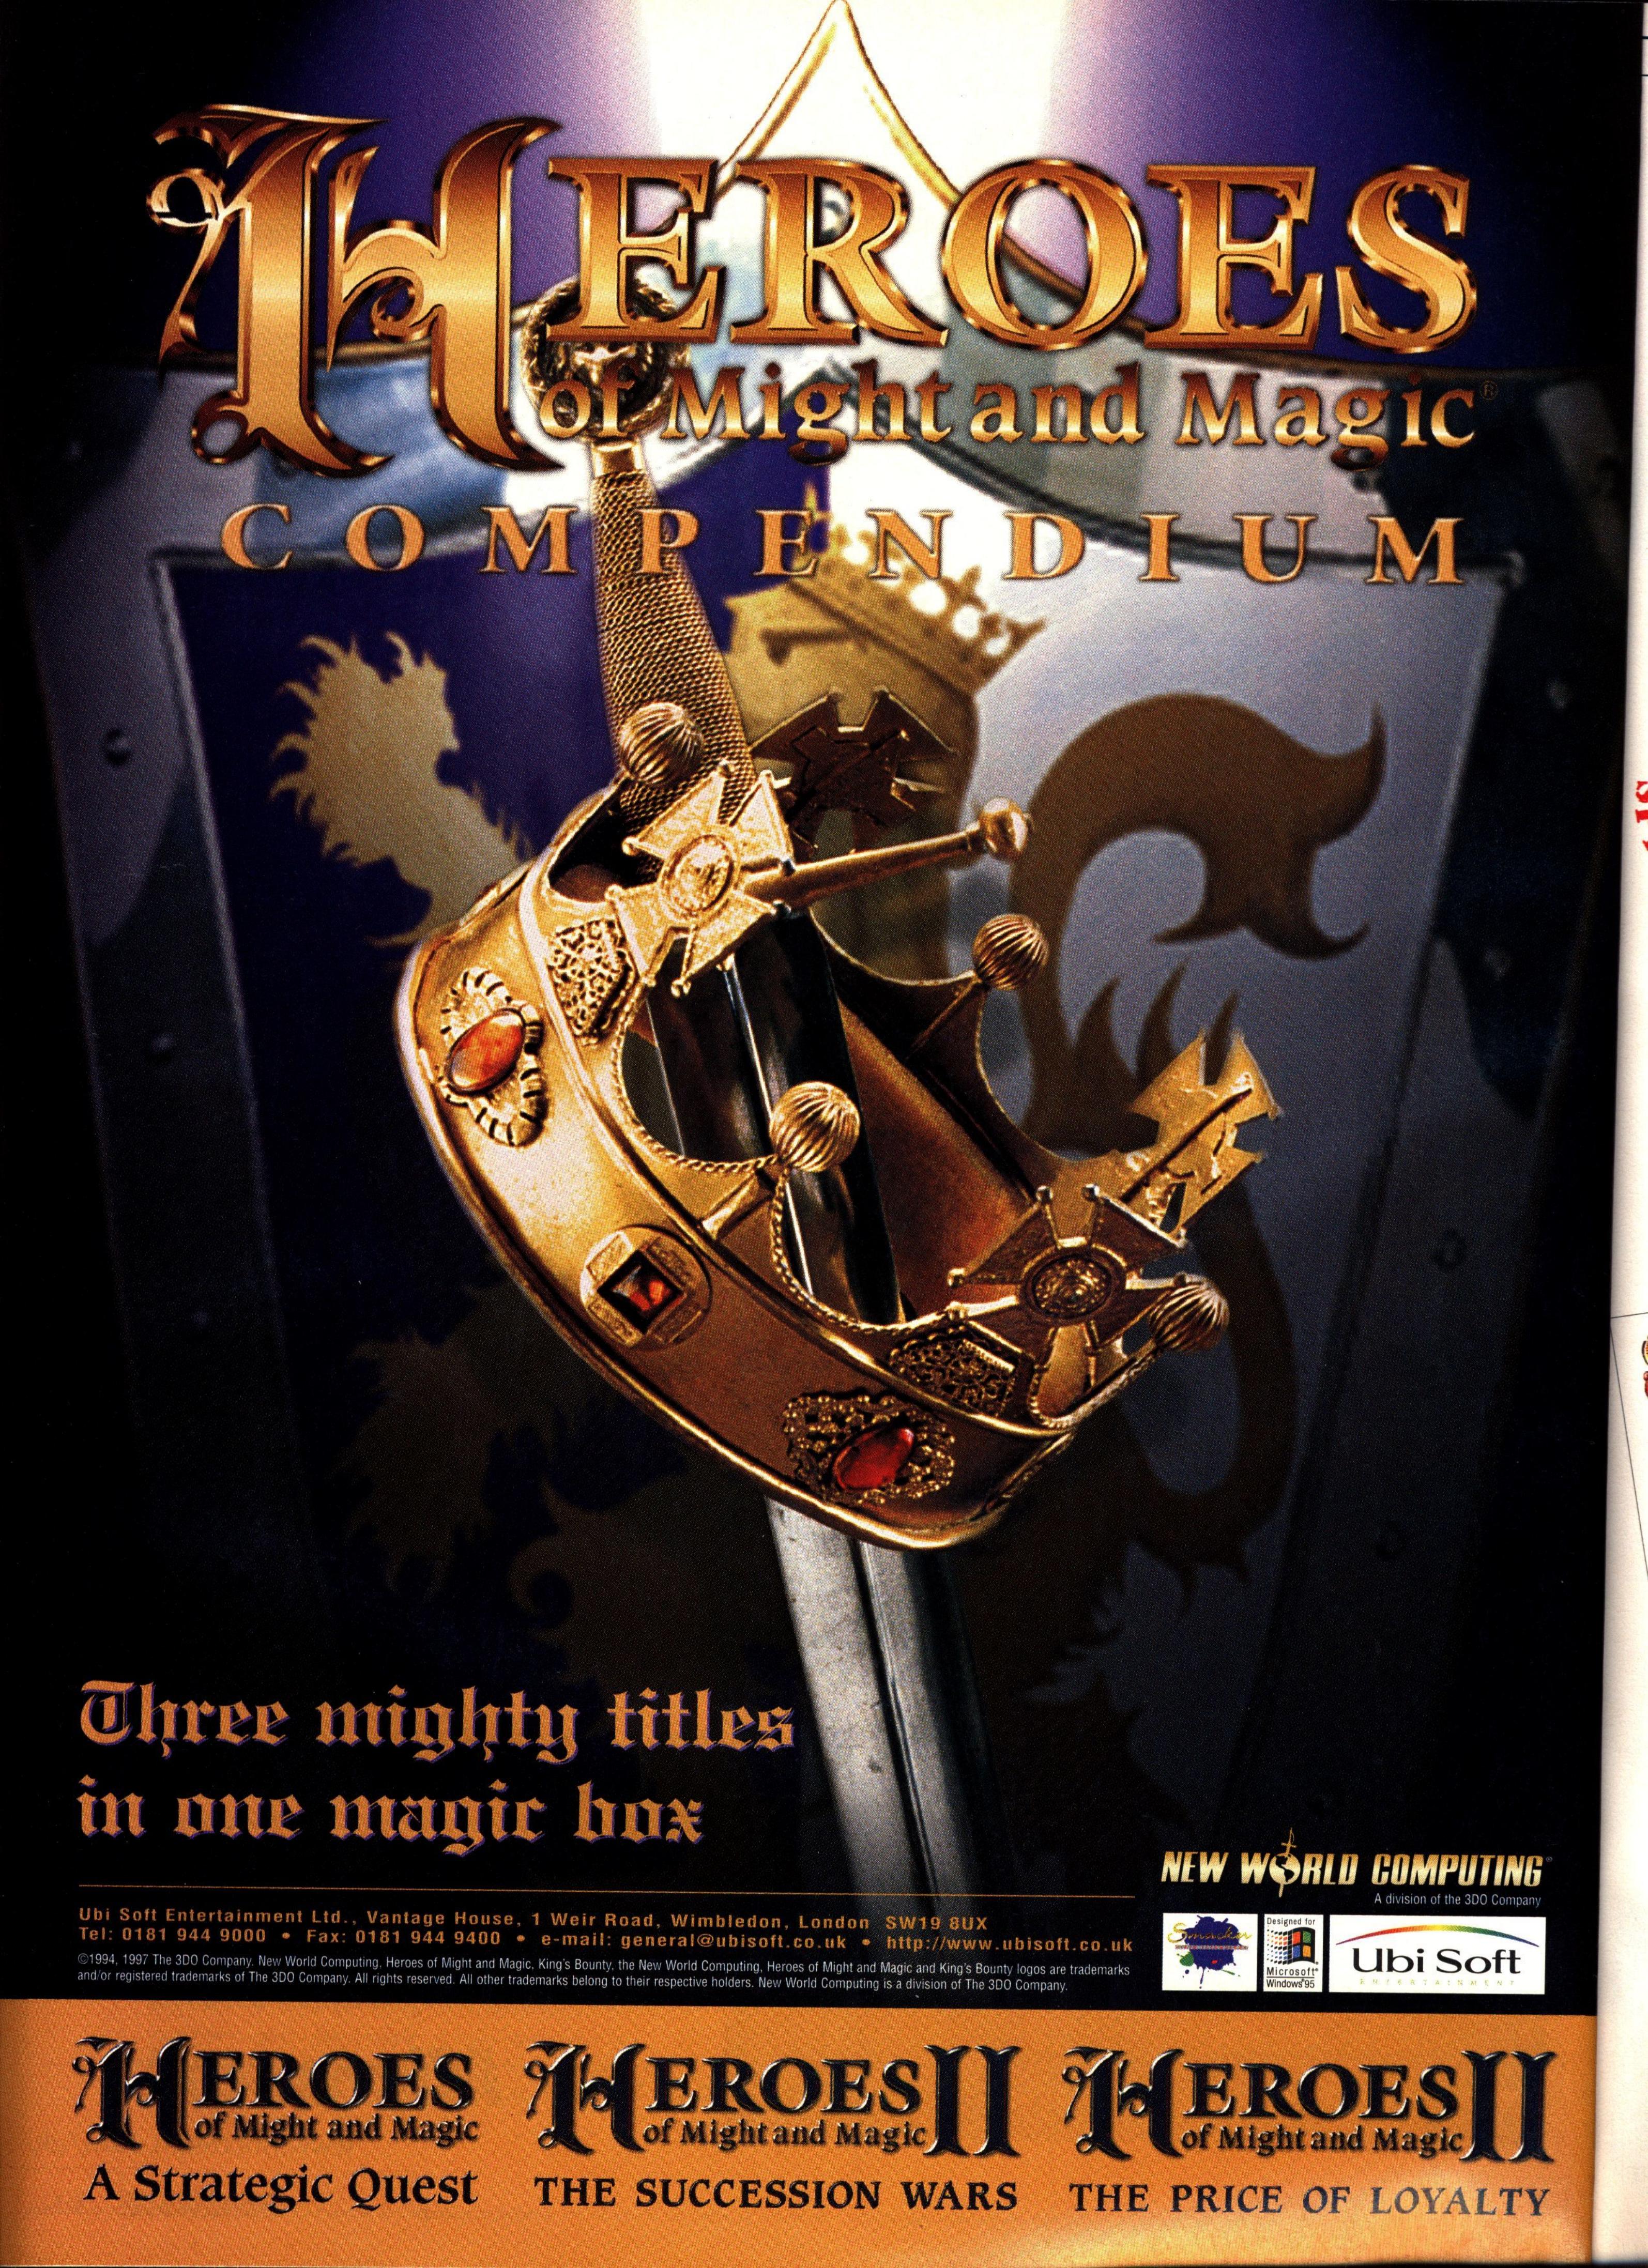 HEROES
of Might and Magic®
COMPENDIUM
Three mighty titles
in one magic box
NEW WORLD COMPUTING
A division of the 3DO Company
Ubi Soft Entertainment Ltd., Vantage House, 1 Weir Road, Wimbledon, London SW19 8UX
Tel: 0181 944 9000 • Fax: 0181 944 9400 • e-mail: general@ubisoft.co.uk • http://www.ubisoft.co.uk
©1994, 1997 The 3DO Company. New World Computing, Heroes of Might and Magic, King's Bounty, the New World Computing, Heroes of Might and Magic and King's Bounty logos are trademarks
and/or registered trademarks of The 3DO Company. All rights reserved. All other trademarks belong to their respective holders. New World Computing is a division of The 3DO Company.
Smacker
Designed for
Microsoft®
Windows®95
Ubi Soft
ENTERTAINMENT
HEROES
of Might and Magic
A Strategic Quest
HEROES II
of Might and Magic
THE SUCCESSION WARS
HEROES II
of Might and Magic
THE PRICE OF LOYALTY